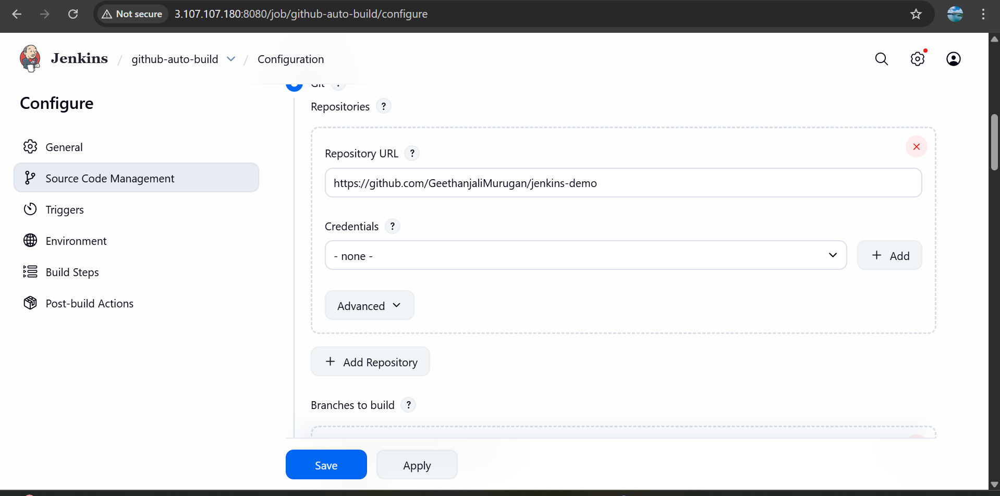 Not secure 3.107.107.180:8080/job/github-auto-build/configure
Jenkins / github-auto-build / Configuration
Configure
General
Source Code Management
Triggers
Environment
Build Steps
Post-build Actions
Git ?
Repositories ?
Repository URL ?
https://github.com/GeethanjaliMurugan/jenkins-demo
Credentials ?
- none -
+ Add
Advanced
+ Add Repository
Branches to build ?
Save
Apply